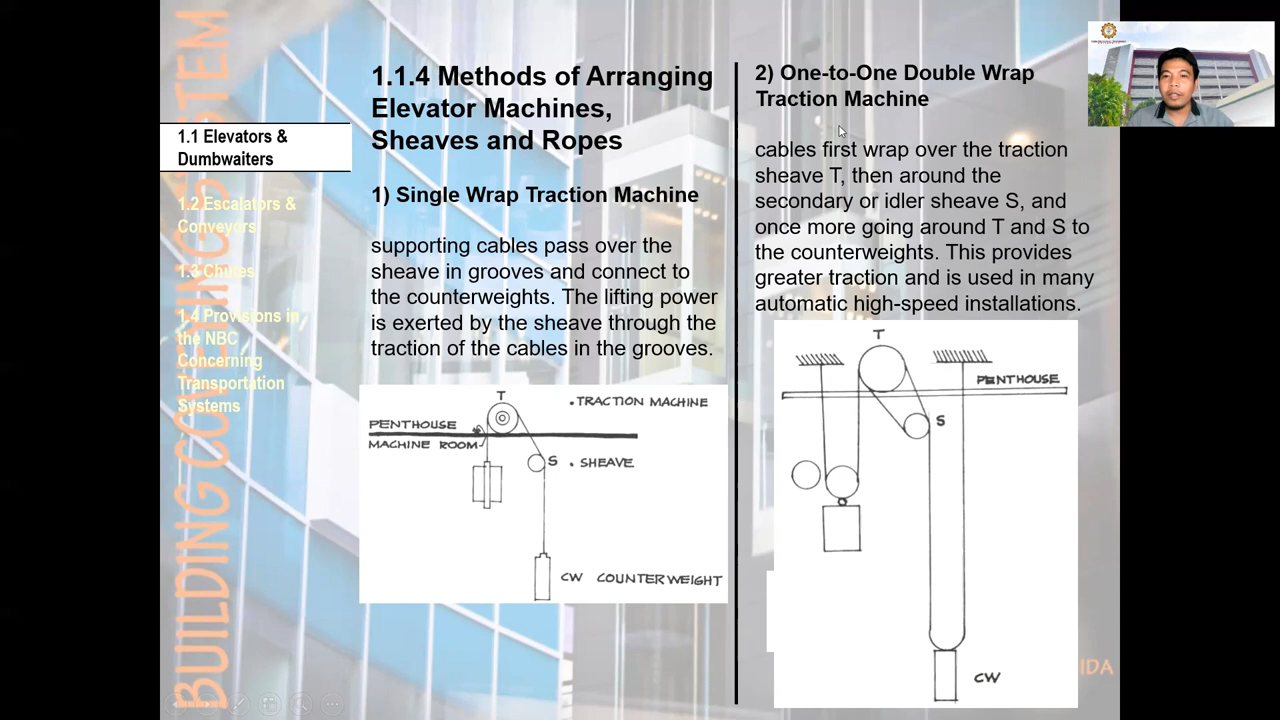 BUILDING CONVEYING SYSTEM
1.1 Elevators &
Dumbwaiters
1.2 Escalators &
Conveyors
1.3 Chutes
1.4 Provisions in
the NBC
Concerning
Transportation
Systems
1.1.4 Methods of Arranging
Elevator Machines,
Sheaves and Ropes
1) Single Wrap Traction Machine
supporting cables pass over the
sheave in grooves and connect to
the counterweights. The lifting power
is exerted by the sheave through the
traction of the cables in the grooves.
T
.TRACTION MACHINE
PENTHOUSE
MACHINE ROOM
S . SHEAVE
CW COUNTERWEIGHT
2) One-to-One Double Wrap
Traction Machine
cables first wrap over the traction
sheave T, then around the
secondary or idler sheave S, and
once more going around T and S to
the counterweights. This provides
greater traction and is used in many
automatic high-speed installations.
T
PENTHOUSE
S
CW
IDA